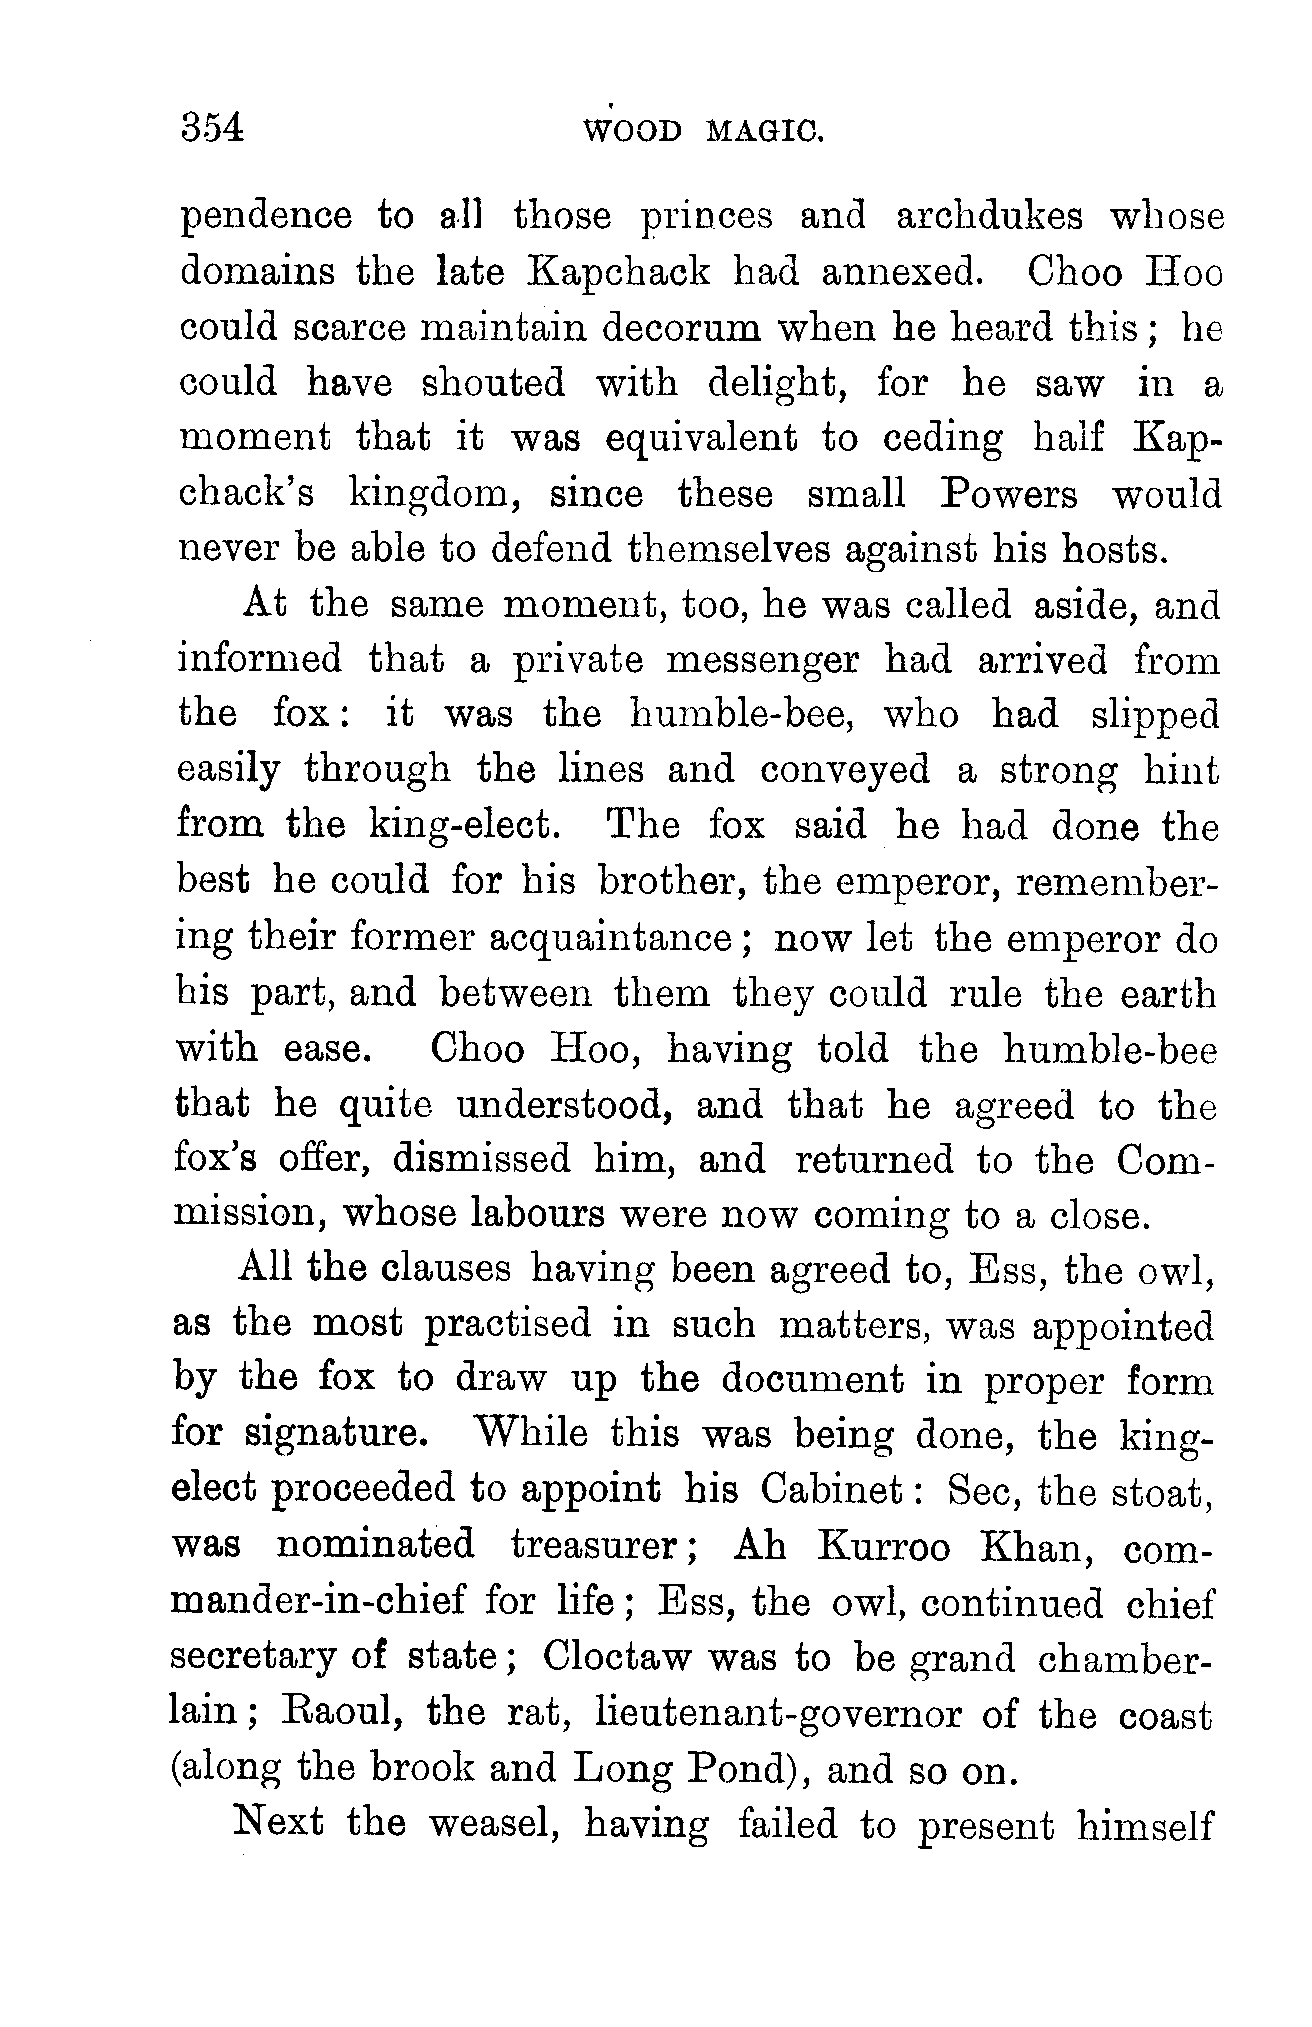 354 WOOD MAGIC.
pendence to all those princes and archdukes whose
domains the late Kapchack had annexed. Choo Hoo
could scarce maintain decorum when he heard this; he
could have shouted with delight, for he saw in a
moment that it was equivalent to ceding half Kap-
chack's kingdom, since these small Powers would
never be able to defend themselves against his hosts.
At the same moment, too, he was called aside, and
informed that a private messenger had arrived from
the fox: it was the humble-bee, who had slipped
easily through the lines and conveyed a strong hint
from the king-elect. The fox said he had done the
best he could for his brother, the emperor, remember-
ing their former acquaintance; now let the emperor do
his part, and between them they could rule the earth
with ease. Choo Hoo, having told the humble-bee
that he quite understood, and that he agreed to the
fox's offer, dismissed him, and returned to the Com-
mission, whose labours were now coming to a close.
All the clauses having been agreed to, Ess, the owl,
as the most practised in such matters, was appointed
by the fox to draw up the document in proper form
for signature. While this was being done, the king-
elect proceeded to appoint his Cabinet: Sec, the stoat,
was nominated treasurer; Ah Kurroo Khan, com-
mander-in-chief for life; Ess, the owl, continued chief
secretary of state; Cloctaw was to be grand chamber-
lain; Raoul, the rat, lieutenant-governor of the coast
(along the brook and Long Pond), and so on.
Next the weasel, having failed to present himself